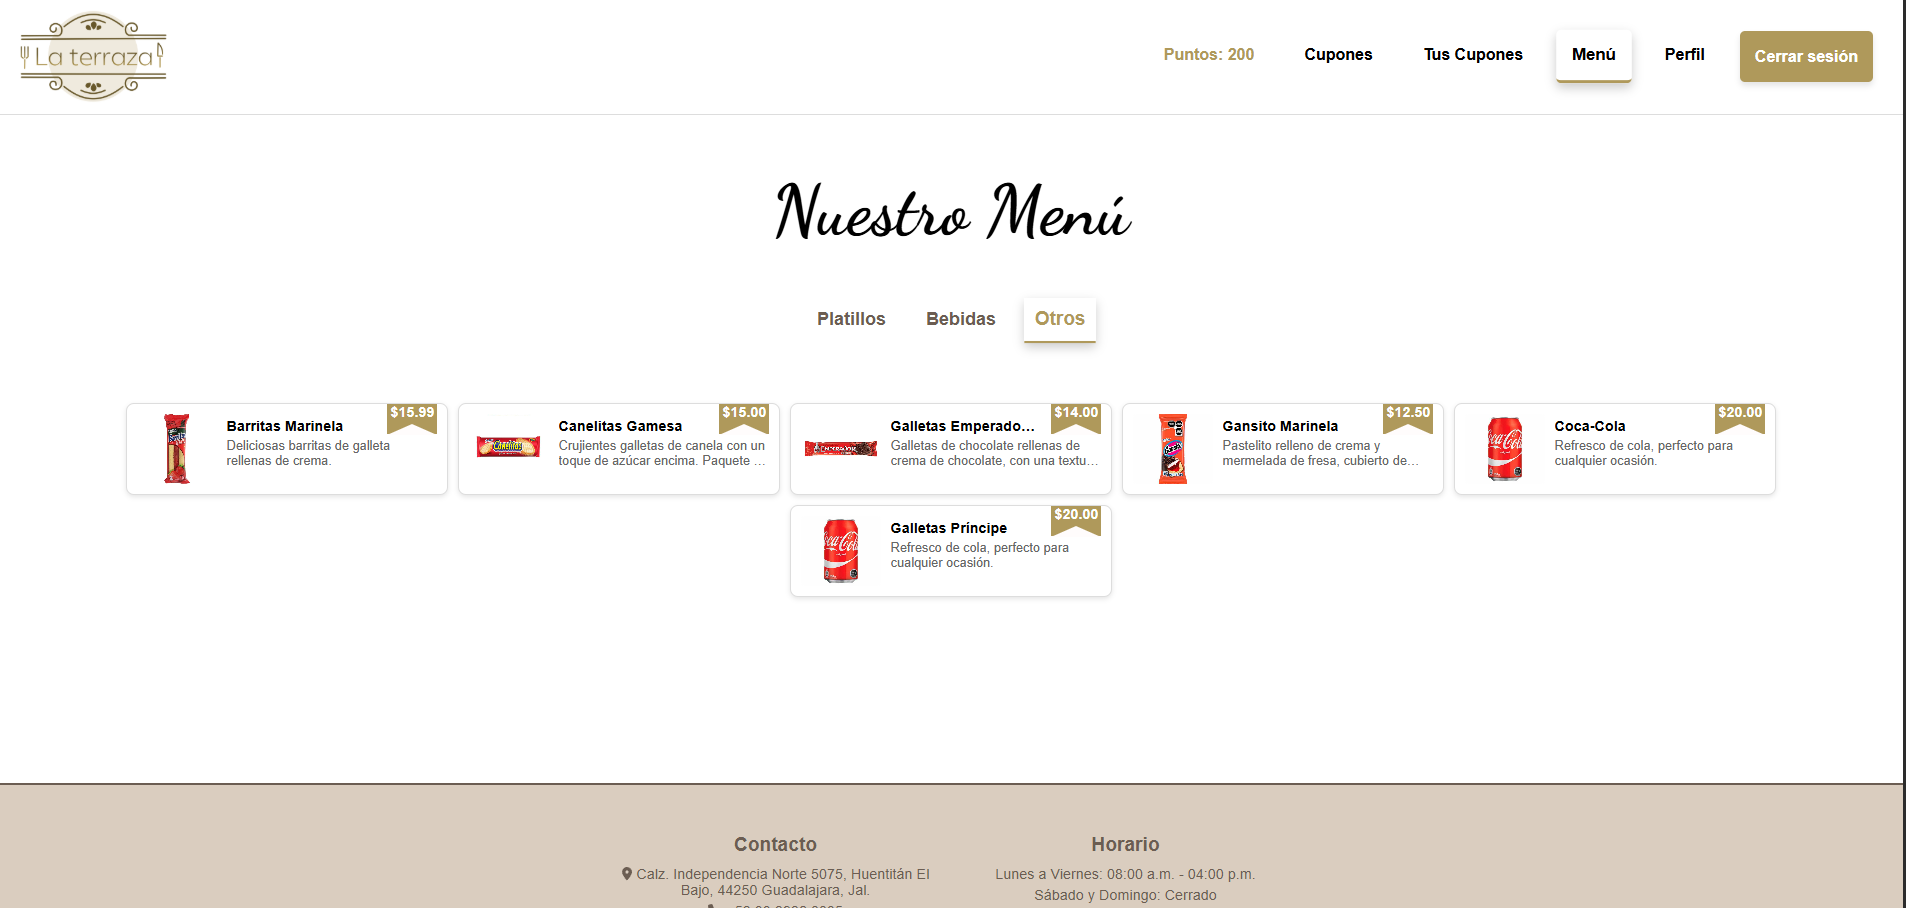 La terraza
Puntos: 200
Cupones
Tus Cupones
Menú
Perfil
Cerrar sesión
Nuestro Menú
Platillos
Bebidas
Otros
Barritas Marinela
$15.99
Deliciosas barritas de galleta
rellenas de crema.
Canelitas Gamesa
$15.00
Crujientes galletas de canela con un
toque de azúcar encima. Paquete ...
Canelitas
Galletas Emperado...
$14.00
Galletas de chocolate rellenas de
crema de chocolate, con una textu...
Gansito Marinela
$12.50
Pastelito relleno de crema y
mermelada de fresa, cubierto de...
Coca-Cola
$20.00
Refresco de cola, perfecto para
cualquier ocasión.
Galletas Príncipe
$20.00
Refresco de cola, perfecto para
cualquier ocasión.
Contacto
Calz. Independencia Norte 5075, Huentitán El
Bajo, 44250 Guadalajara, Jal.
Horario
Lunes a Viernes: 08:00 a.m. - 04:00 p.m.
Sábado y Domingo: Cerrado